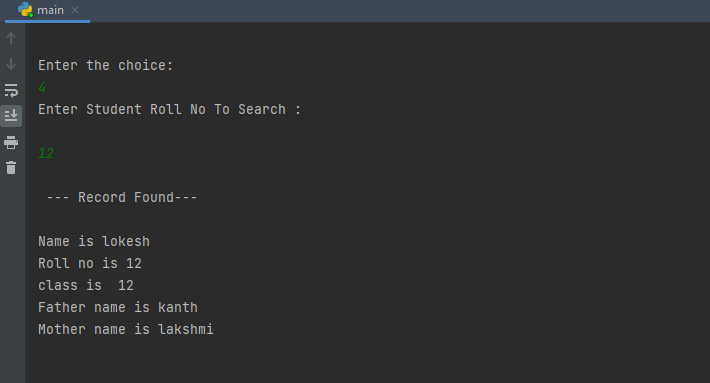 main
Enter the choice:
4
Enter Student Roll No To Search :
12
--- Record Found---
Name is lokesh
Roll no is 12
class is  12
Father name is kanth
Mother name is lakshmi